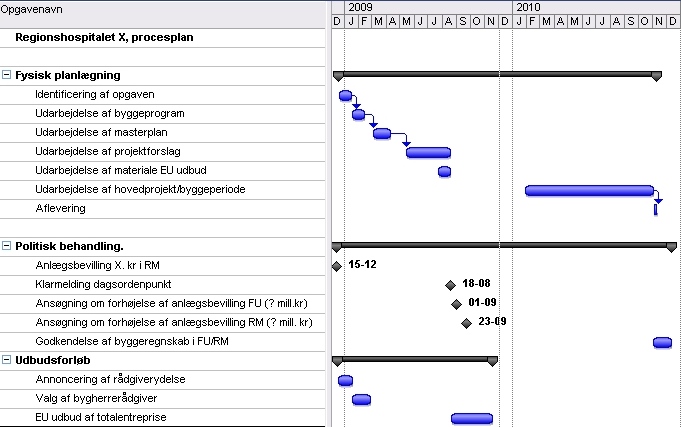 Opgavenavn
2009 2010
D J F M A M J J A S O N D J F M A M J J A S O N D
Regionshospitalet X, procesplan
Fysisk planlægning
Identificering af opgaven
Udarbejdelse af byggeprogram
Udarbejdelse af masterplan
Udarbejdelse af projektforslag
Udarbejdelse af materiale EU udbud
Udarbejdelse af hovedprojekt/byggeperiode
Aflevering
Politisk behandling.
Anlægsbevilling X. kr i RM 15-12
Klarmelding dagsordenpunkt 18-08
Ansøgning om forhøjelse af anlægsbevilling FU (? mill.kr) 01-09
Ansøgning om forhøjelse af anlægsbevilling RM (? mill. kr) 23-09
Godkendelse af byggeregnskab i FU/RM
Udbudsforløb
Annoncering af rådgiverydelse
Valg af bygherrerådgiver
EU udbud af totalentreprise